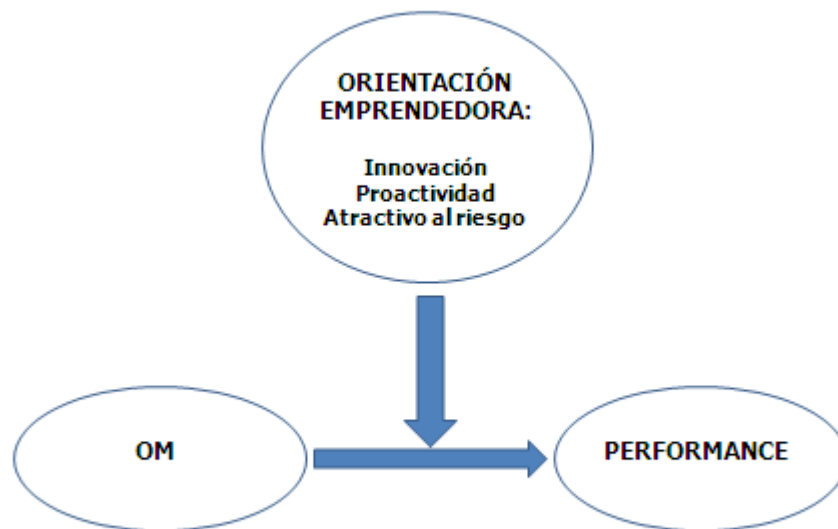 ORIENTACIÓN
EMPRENDEDORA:
Innovación
Proactividad
Atractivo al riesgo
OM
PERFORMANCE